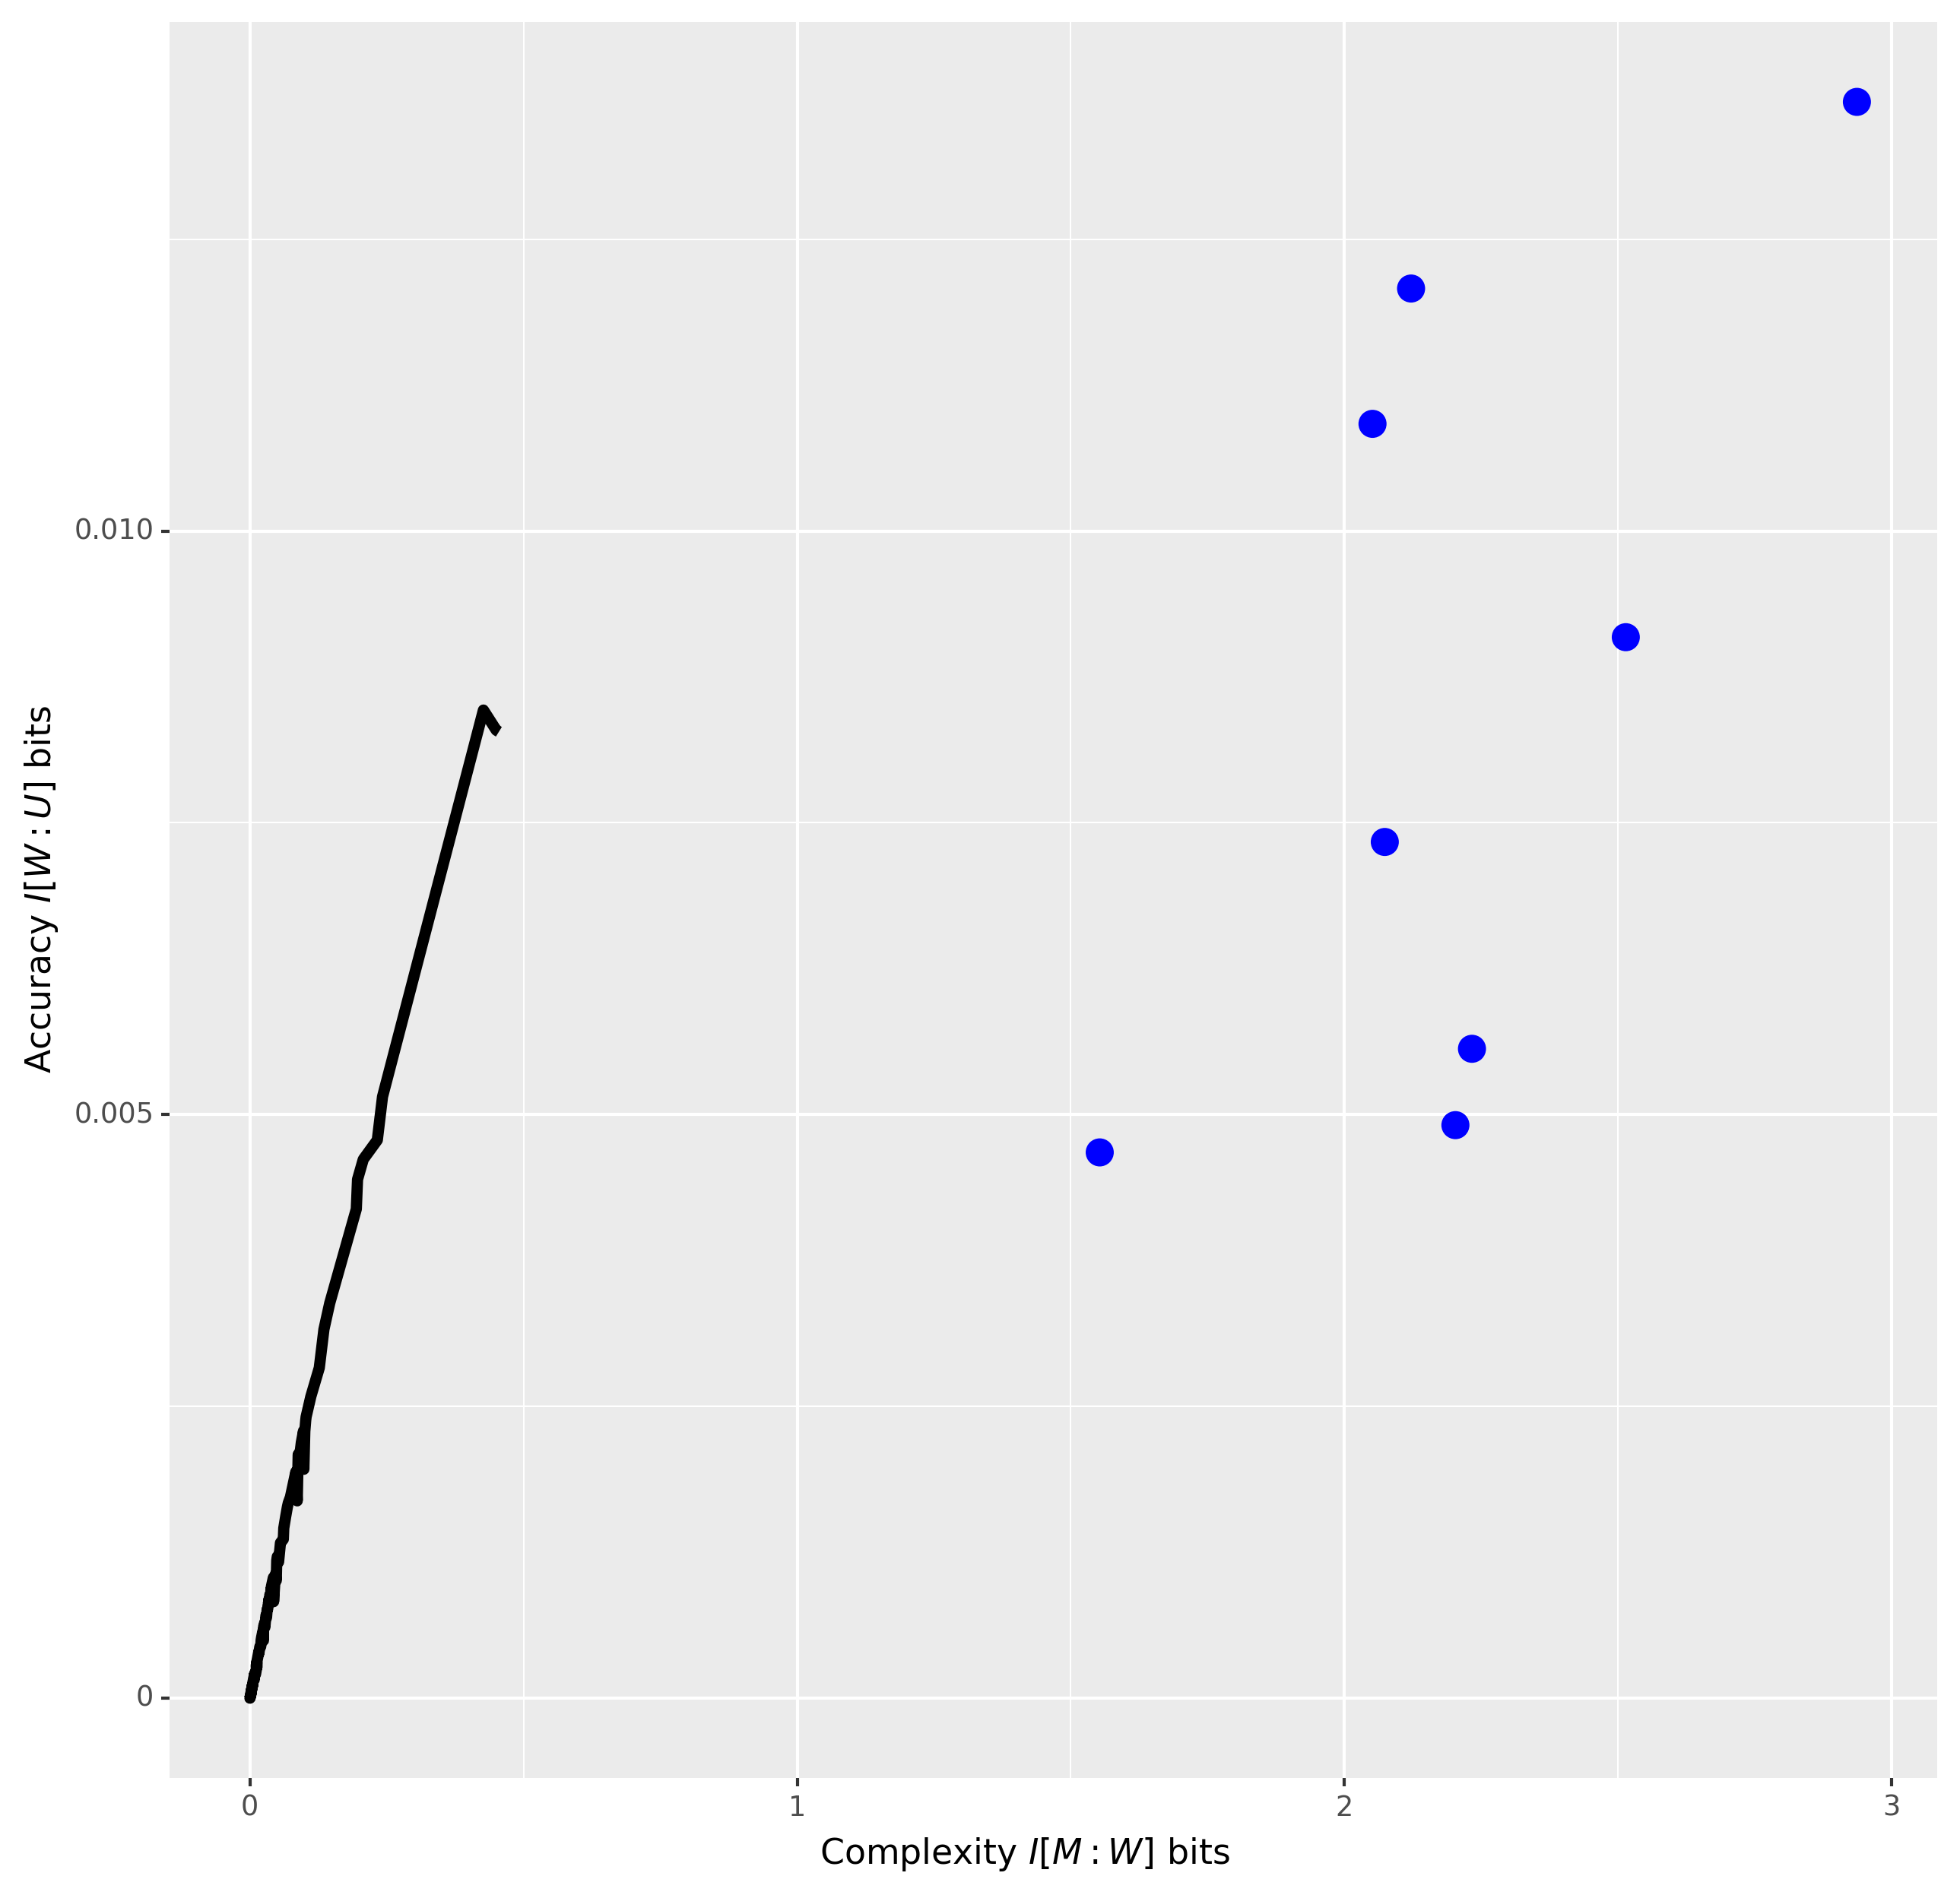 Accuracy I[W : U] bits
0.010
0.005
0
0 1 2 3
Complexity I[M : W] bits